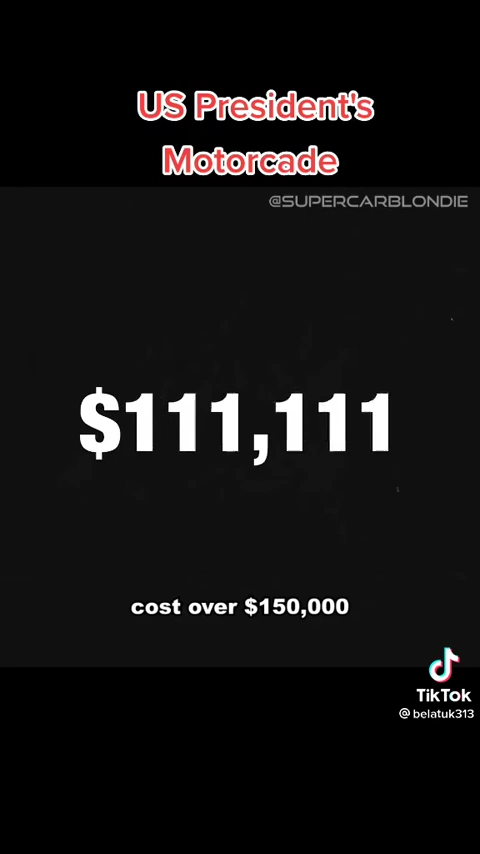 US President's
Motorcade
@SUPERCARBLONDIE
$111,111
cost over $150,000
TikTok
@belatuk313